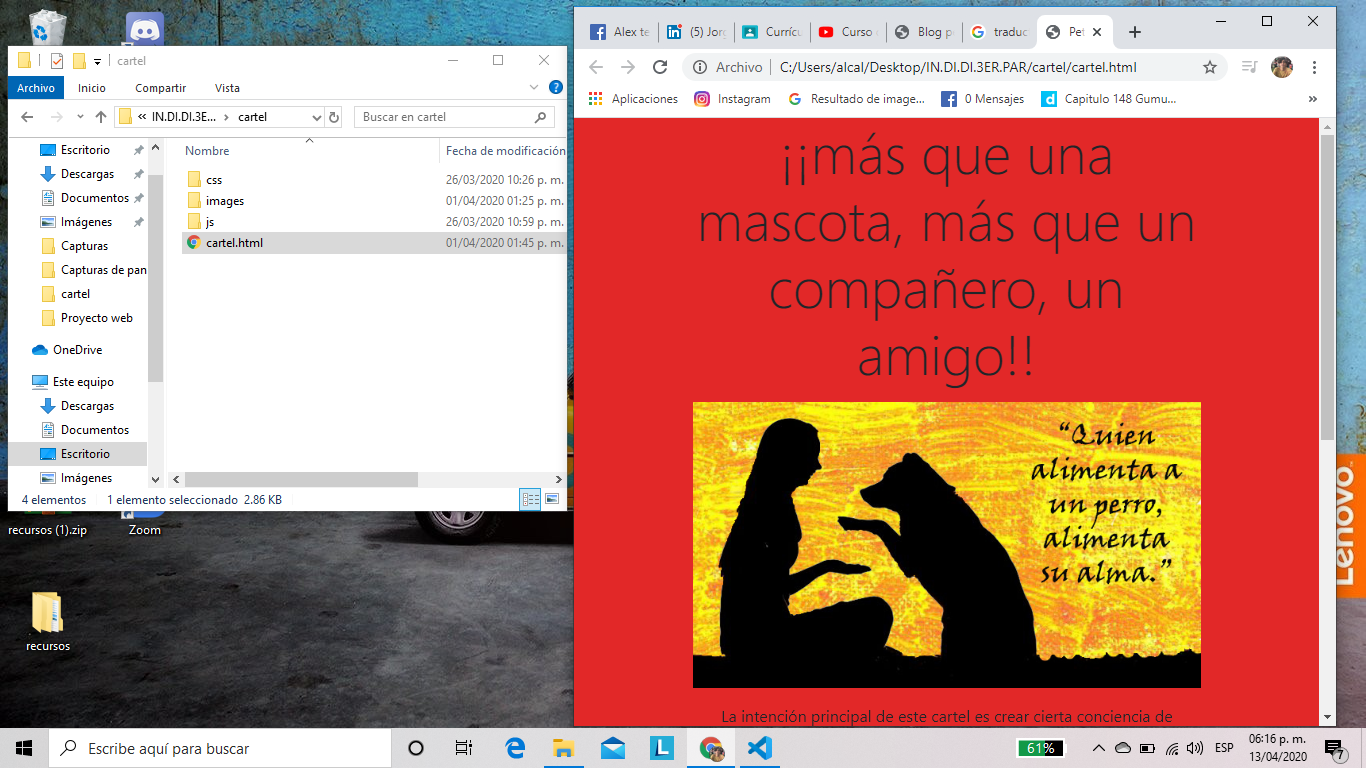 cartel
Archivo Inicio Compartir Vista
« IN.DI.DI.3E... > cartel
Buscar en cartel
Escritorio
Descargas
Documentos
Imágenes
Capturas
Capturas de pan
cartel
Proyecto web
OneDrive
Este equipo
Descargas
Documentos
Escritorio
Imágenes
Nombre Fecha de modificación
css 26/03/2020 10:26 p. m.
images 01/04/2020 01:25 p. m.
js 26/03/2020 10:59 p. m.
cartel.html 01/04/2020 01:45 p. m.
4 elementos 1 elemento seleccionado 2.86 KB
recursos (1).zip
Zoom
recursos
Alex te (5) Jorg Currícu Curso Blog p traduc Pet
Archivo C:/Users/alcal/Desktop/IN.DI.DI.3ER.PAR/cartel/cartel.html
Aplicaciones Instagram Resultado de image... 0 Mensajes Capitulo 148 Gumu... »
¡¡más que una
mascota, más que un
compañero, un
amigo!!
“Quien
alimenta a
un perro,
alimenta
su alma.”
La intención principal de este cartel es crear cierta conciencia de
Lenovo
Escribe aquí para buscar
61%
ESP
06:16 p. m.
13/04/2020
7